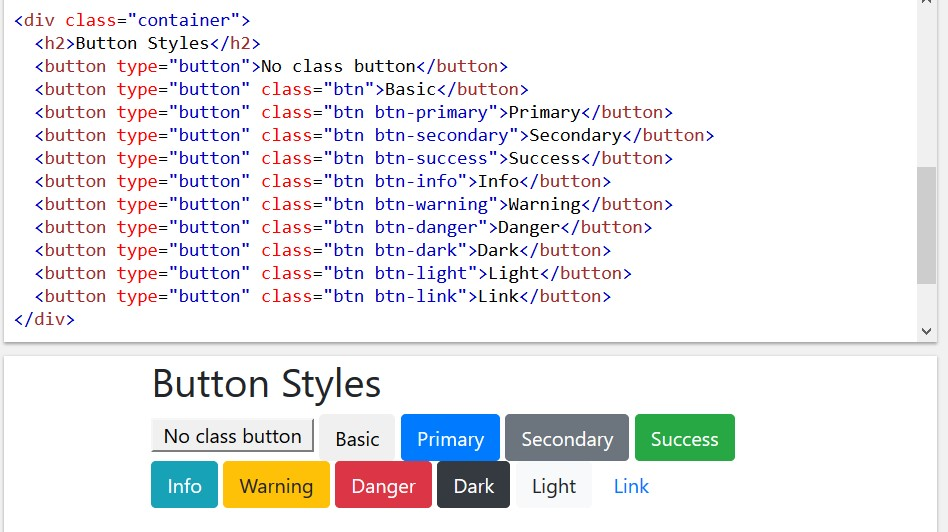 <div class="container">
  <h2>Button Styles</h2>
  <button type="button">No class button</button>
  <button type="button" class="btn">Basic</button>
  <button type="button" class="btn btn-primary">Primary</button>
  <button type="button" class="btn btn-secondary">Secondary</button>
  <button type="button" class="btn btn-success">Success</button>
  <button type="button" class="btn btn-info">Info</button>
  <button type="button" class="btn btn-warning">Warning</button>
  <button type="button" class="btn btn-danger">Danger</button>
  <button type="button" class="btn btn-dark">Dark</button>
  <button type="button" class="btn btn-light">Light</button>
  <button type="button" class="btn btn-link">Link</button>
</div>
Button Styles
No class button Basic Primary Secondary Success
Info Warning Danger Dark Light Link